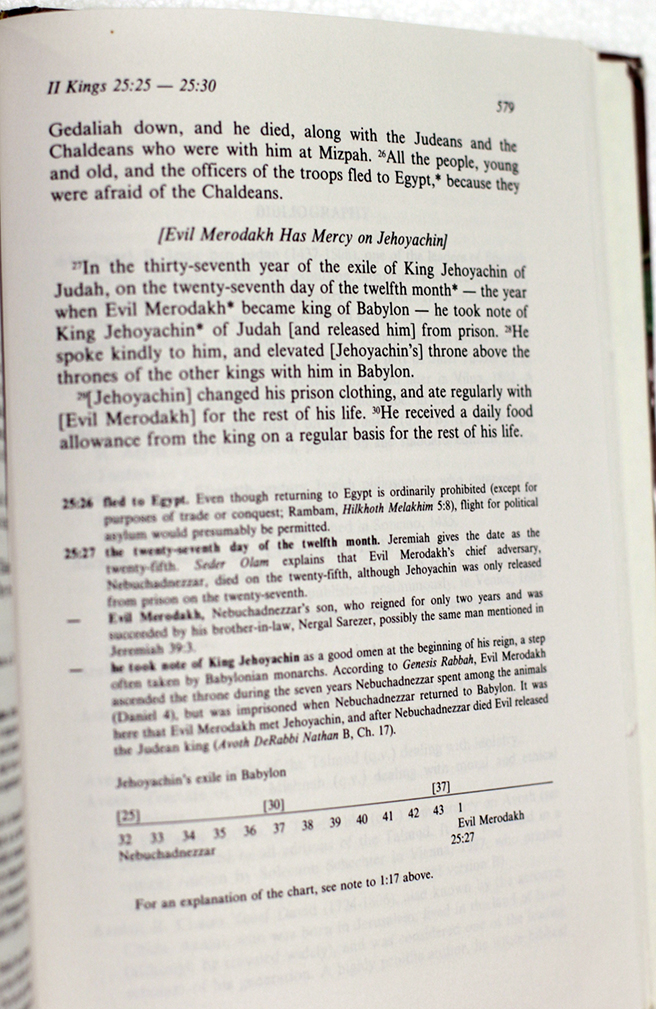 II Kings 25:25 — 25:30
579
Gedaliah down, and he died, along with the Judeans and the
Chaldeans who were with him at Mizpah. ²⁶All the people, young
and old, and the officers of the troops fled to Egypt,* because they
were afraid of the Chaldeans.
[Evil Merodakh Has Mercy on Jehoyachin]
²⁷In the thirty-seventh year of the exile of King Jehoyachin of
Judah, on the twenty-seventh day of the twelfth month* — the year
when Evil Merodakh* became king of Babylon — he took note of
King Jehoyachin* of Judah [and released him] from prison. ²⁸He
spoke kindly to him, and elevated [Jehoyachin's] throne above the
thrones of the other kings with him in Babylon.
²⁹[Jehoyachin] changed his prison clothing, and ate regularly with
[Evil Merodakh] for the rest of his life. ³⁰He received a daily food
allowance from the king on a regular basis for the rest of his life.
25:26 fled to Egypt. Even though returning to Egypt is ordinarily prohibited (except for
purposes of trade or conquest; Rambam, Hilkhoth Melakhim 5:8), flight for political
asylum would presumably be permitted.
25:27 the twenty-seventh day of the twelfth month. Jeremiah gives the date as the
twenty-fifth. Seder Olam explains that Evil Merodakh's chief adversary,
Nebuchadnezzar, died on the twenty-fifth, although Jehoyachin was only released
from prison on the twenty-seventh.
— Evil Merodakh, Nebuchadnezzar's son, who reigned for only two years and was
succeeded by his brother-in-law, Nergal Sarezer, possibly the same man mentioned in
Jeremiah 39:3.
— he took note of King Jehoyachin as a good omen at the beginning of his reign, a step
often taken by Babylonian monarchs. According to Genesis Rabbah, Evil Merodakh
ascended the throne during the seven years Nebuchadnezzar spent among the animals
(Daniel 4), but was imprisoned when Nebuchadnezzar returned to Babylon. It was
here that Evil Merodakh met Jehoyachin, and after Nebuchadnezzar died Evil released
the Judean king (Avoth DeRabbi Nathan B, Ch. 17).
Jehoyachin's exile in Babylon
[25] [30] [37]
32 33 34 35 36 37 38 39 40 41 42 43 1
Nebuchadnezzar Evil Merodakh
25:27
For an explanation of the chart, see note to 1:17 above.